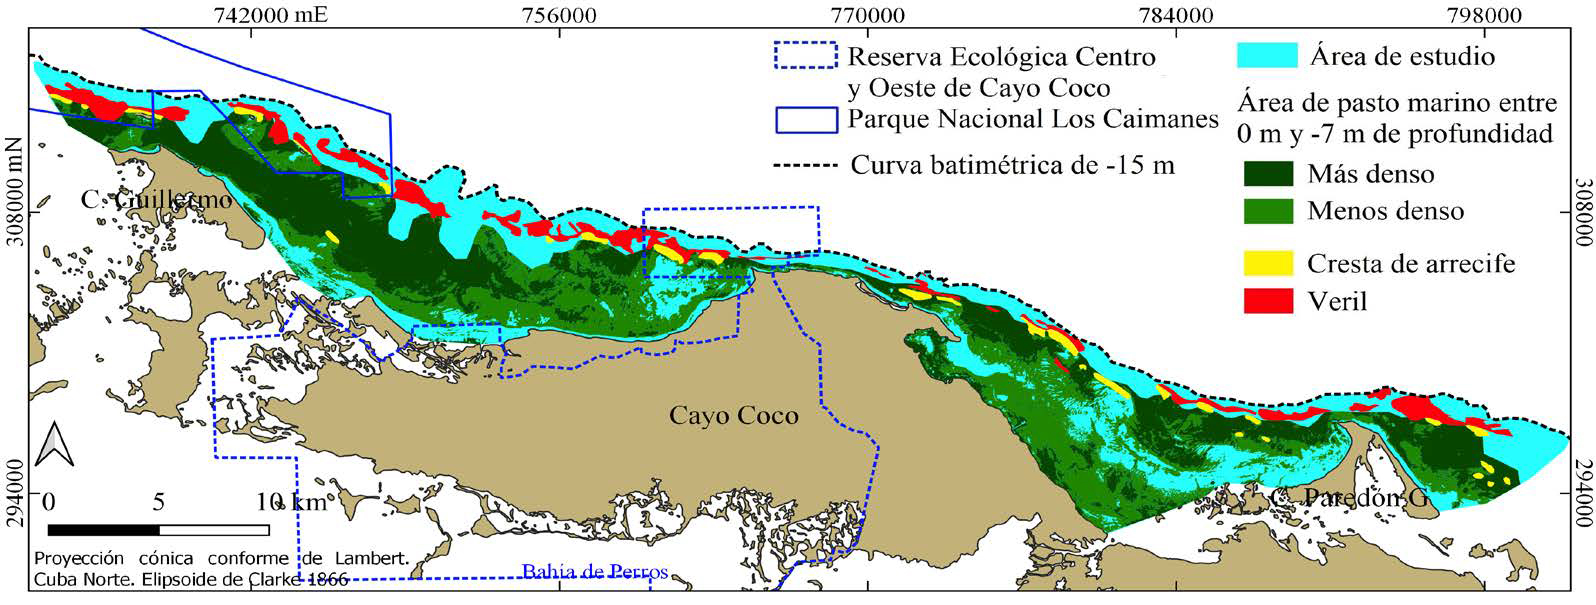 742000 mE
756000
770000
784000
798000
Reserva Ecológica Centro
y Oeste de Cayo Coco
Parque Nacional Los Caimanes
Curva batimétrica de -15 m
Área de estudio
Área de pasto marino entre
0 m y -7 m de profundidad
Más denso
Menos denso
Cresta de arrecife
Veril
308000 mN
308000
C. Guillermo
Cayo Coco
C. Paredón G.
294000
294000
0 5 10 km
Proyección cónica conforme de Lambert.
Cuba Norte. Elipsoide de Clarke 1866
Bahía de Perros